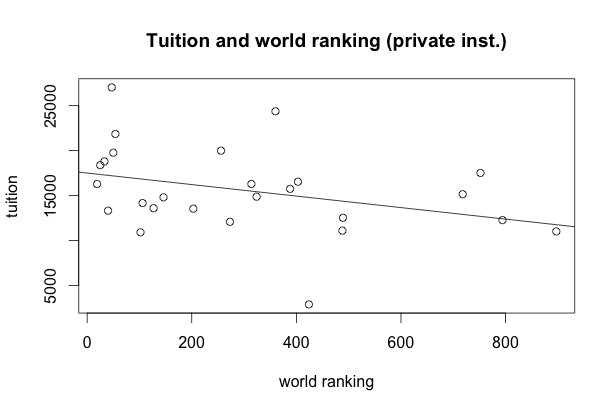 Tuition and world ranking (private inst.)
25000
15000
5000
tuition
0 200 400 600 800
world ranking